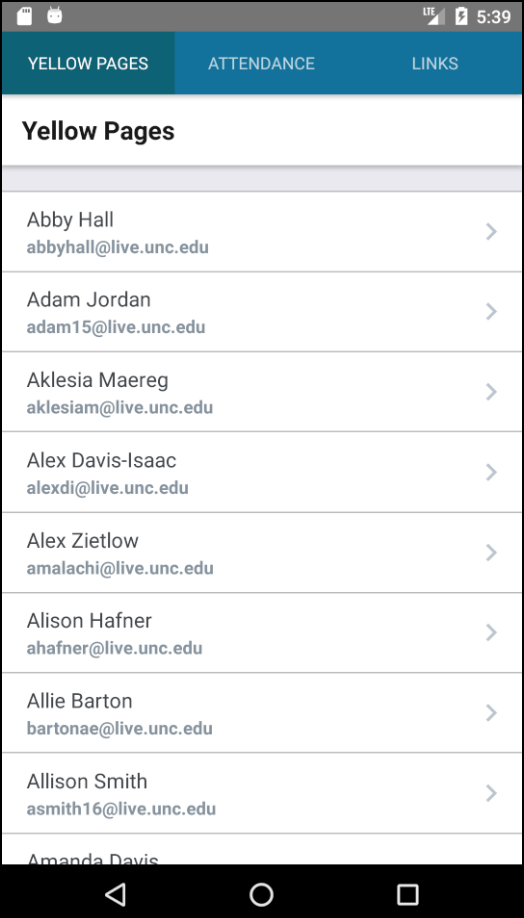 LTE 5:39
YELLOW PAGES ATTENDANCE LINKS
Yellow Pages
Abby Hall
abbyhall@live.unc.edu
Adam Jordan
adam15@live.unc.edu
Aklesia Maereg
aklesiam@live.unc.edu
Alex Davis-Isaac
alexdi@live.unc.edu
Alex Zietlow
amalachi@live.unc.edu
Alison Hafner
ahafner@live.unc.edu
Allie Barton
bartonae@live.unc.edu
Allison Smith
asmith16@live.unc.edu
Amanda Davis